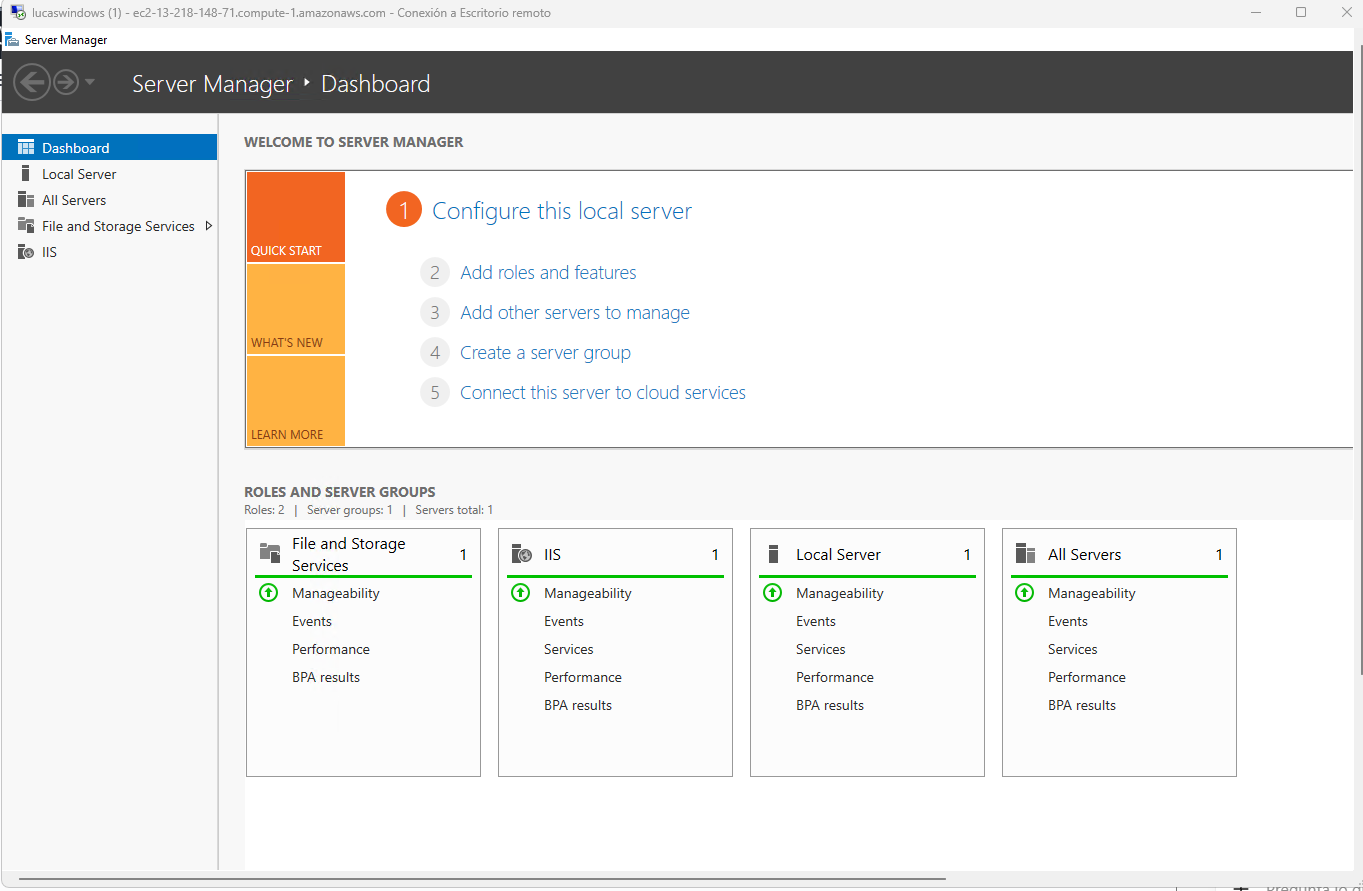 lucaswindows (1) - ec2-13-218-148-71.compute-1.amazonaws.com - Conexión a Escritorio remoto
Server Manager
Server Manager ‣ Dashboard
Dashboard
Local Server
All Servers
File and Storage Services
IIS
WELCOME TO SERVER MANAGER
QUICK START
WHAT'S NEW
LEARN MORE
1 Configure this local server
2 Add roles and features
3 Add other servers to manage
4 Create a server group
5 Connect this server to cloud services
ROLES AND SERVER GROUPS
Roles: 2 | Server groups: 1 | Servers total: 1
File and Storage
Services 1
Manageability
Events
Performance
BPA results
IIS 1
Manageability
Events
Services
Performance
BPA results
Local Server 1
Manageability
Events
Services
Performance
BPA results
All Servers 1
Manageability
Events
Services
Performance
BPA results